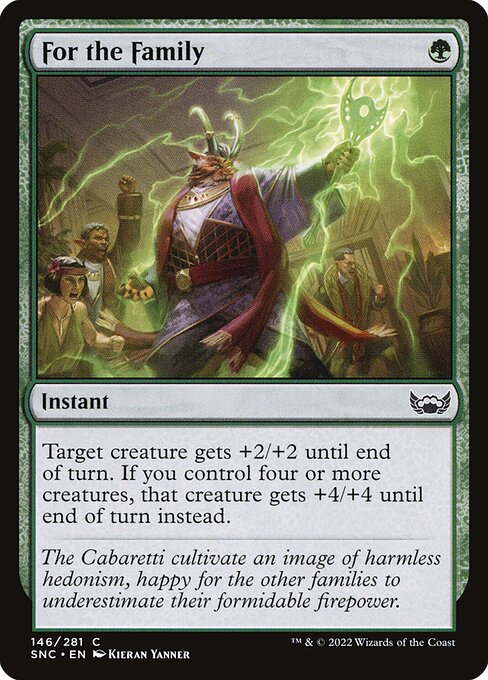 For the Family
Instant
Target creature gets +2/+2 until end
of turn. If you control four or more
creatures, that creature gets +4/+4 until
end of turn instead.
The Cabaretti cultivate an image of harmless
hedonism, happy for the other families to
underestimate their formidable firepower.
146/281 C
SNC • EN Kieran Yanner
™ & © 2022 Wizards of the Coast